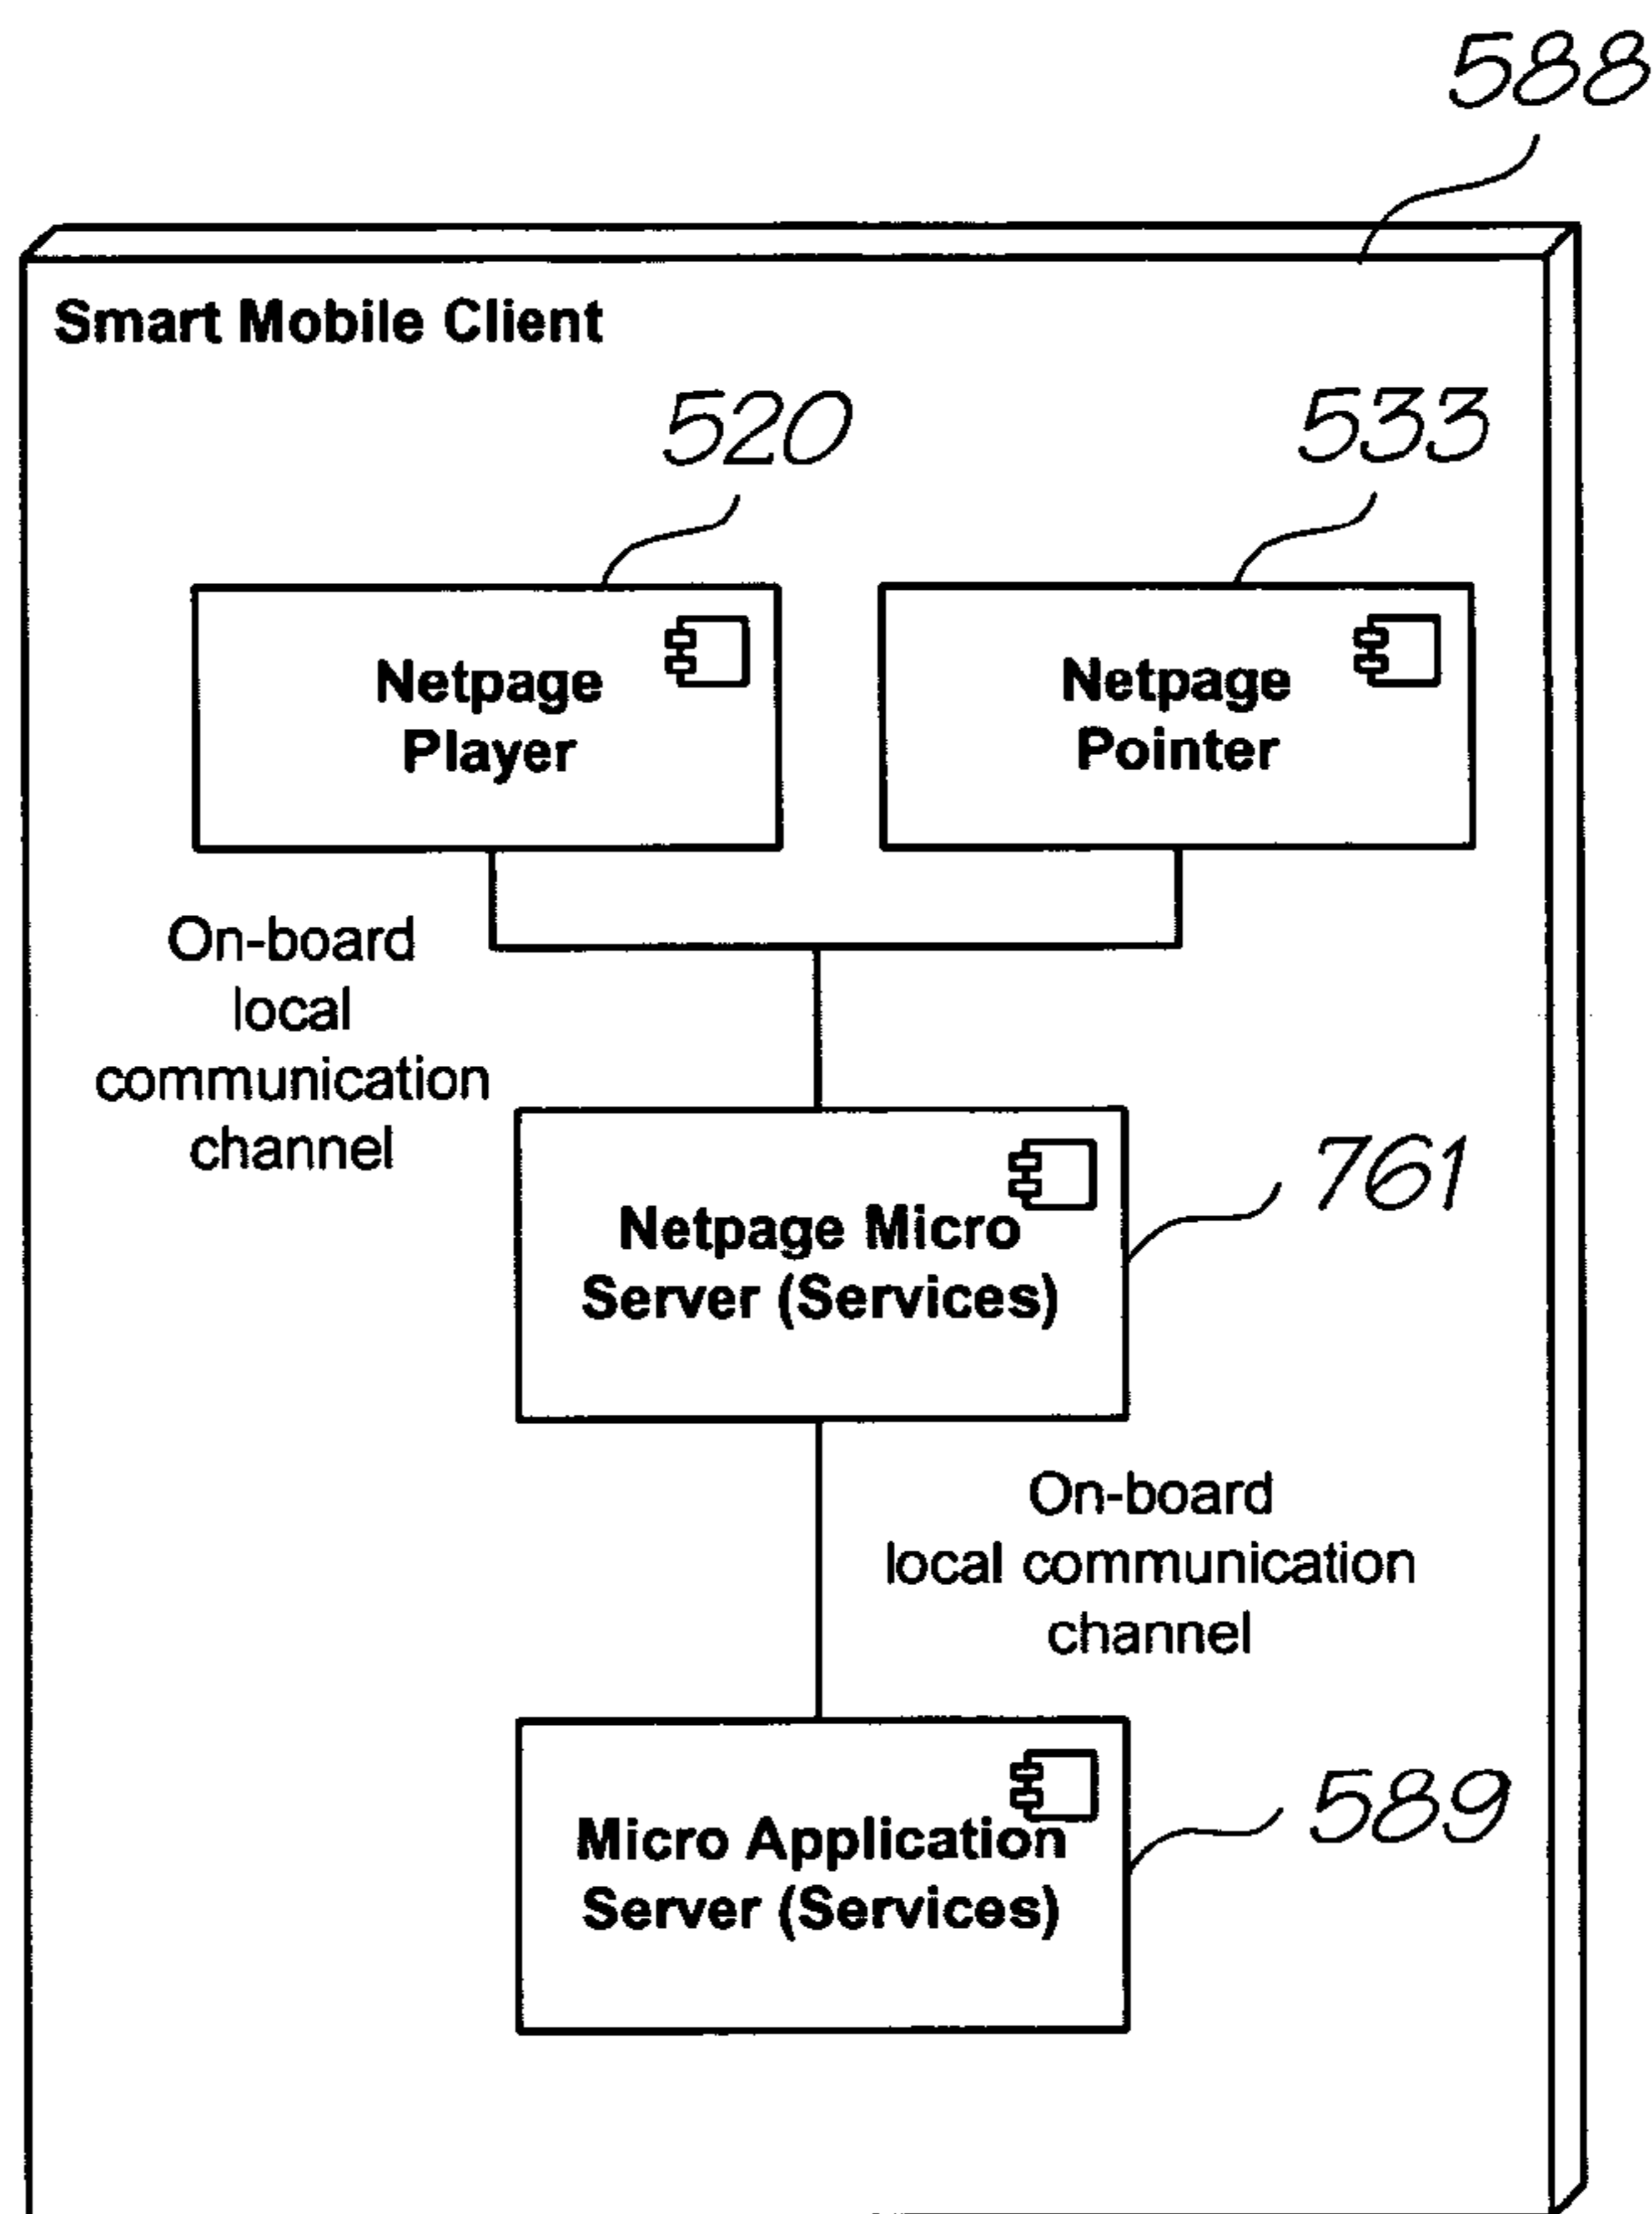 588
Smart Mobile Client
520
533
Netpage
Player
Netpage
Pointer
On-board
local
communication
channel
Netpage Micro
Server (Services)
761
On-board
local communication
channel
Micro Application
Server (Services)
589